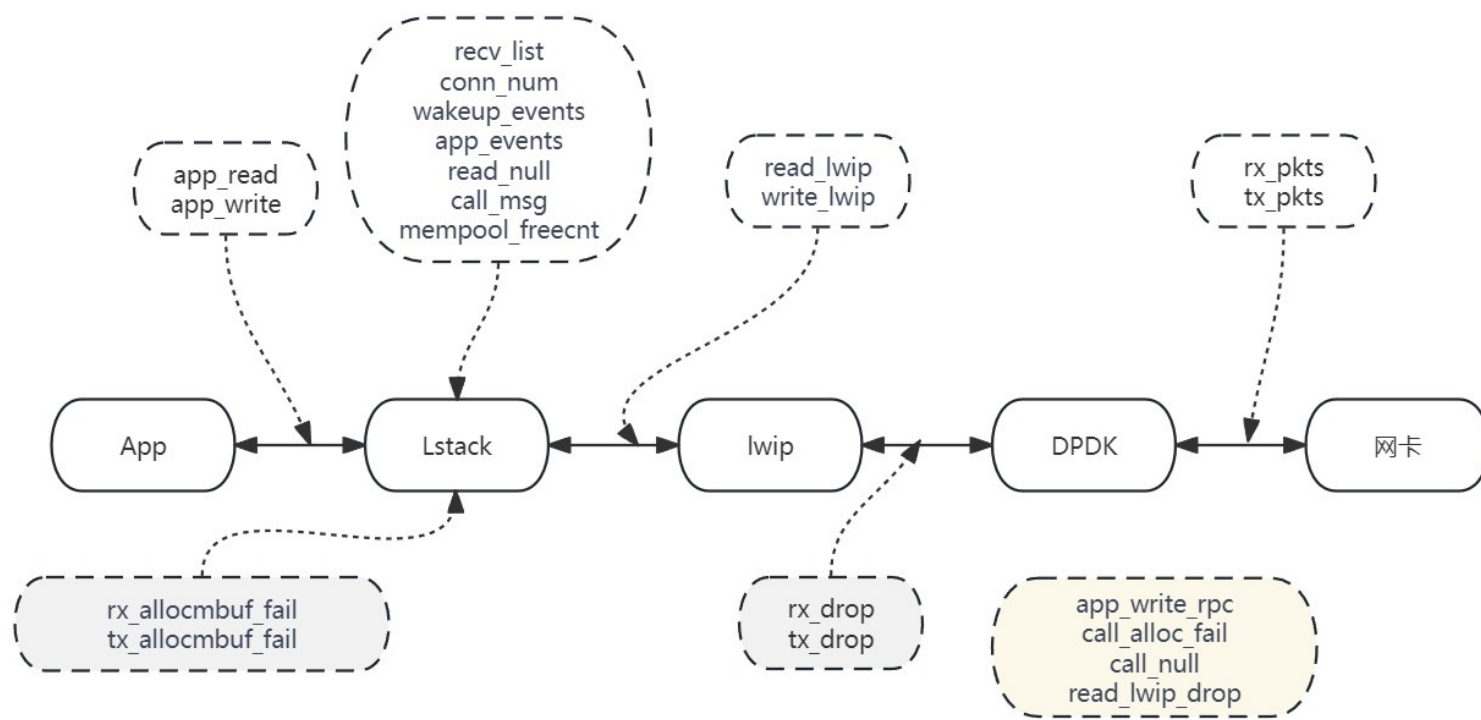 recv_list
conn_num
wakeup_events
app_events
read_null
call_msg
mempool_freecnt
app_read
app_write
read_lwip
write_lwip
rx_pkts
tx_pkts
App
Lstack
lwip
DPDK
网卡
rx_allocmbuf_fail
tx_allocmbuf_fail
rx_drop
tx_drop
app_write_rpc
call_alloc_fail
call_null
read_lwip_drop